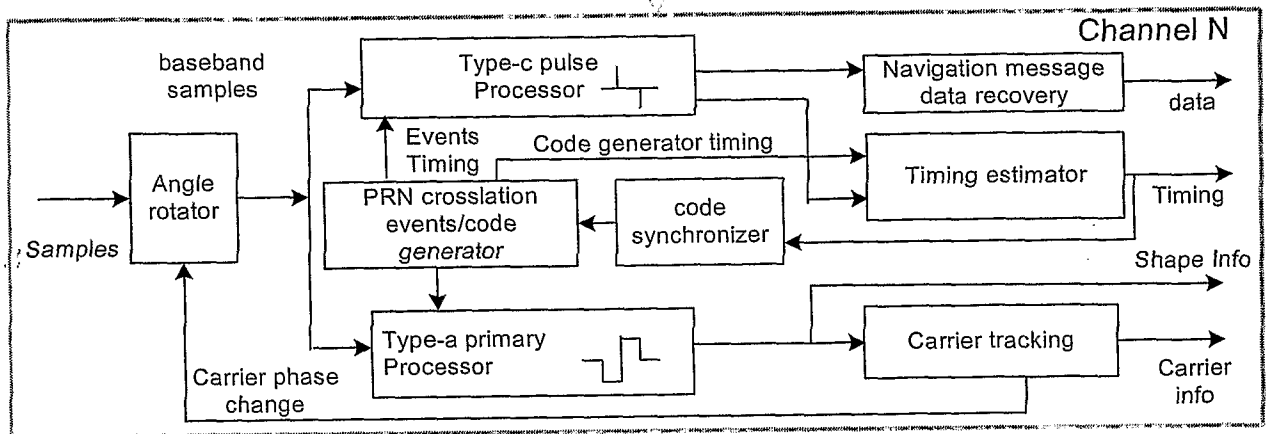 Channel N
baseband
samples
Type-c pulse
Processor
Navigation message
data recovery
data
Events
Timing
Code generator timing
Angle
rotator
PRN crosslation
events/code
generator
code
synchronizer
Timing estimator
Timing
Samples
Shape Info
Type-a primary
Processor
Carrier tracking
Carrier phase
change
Carrier
info